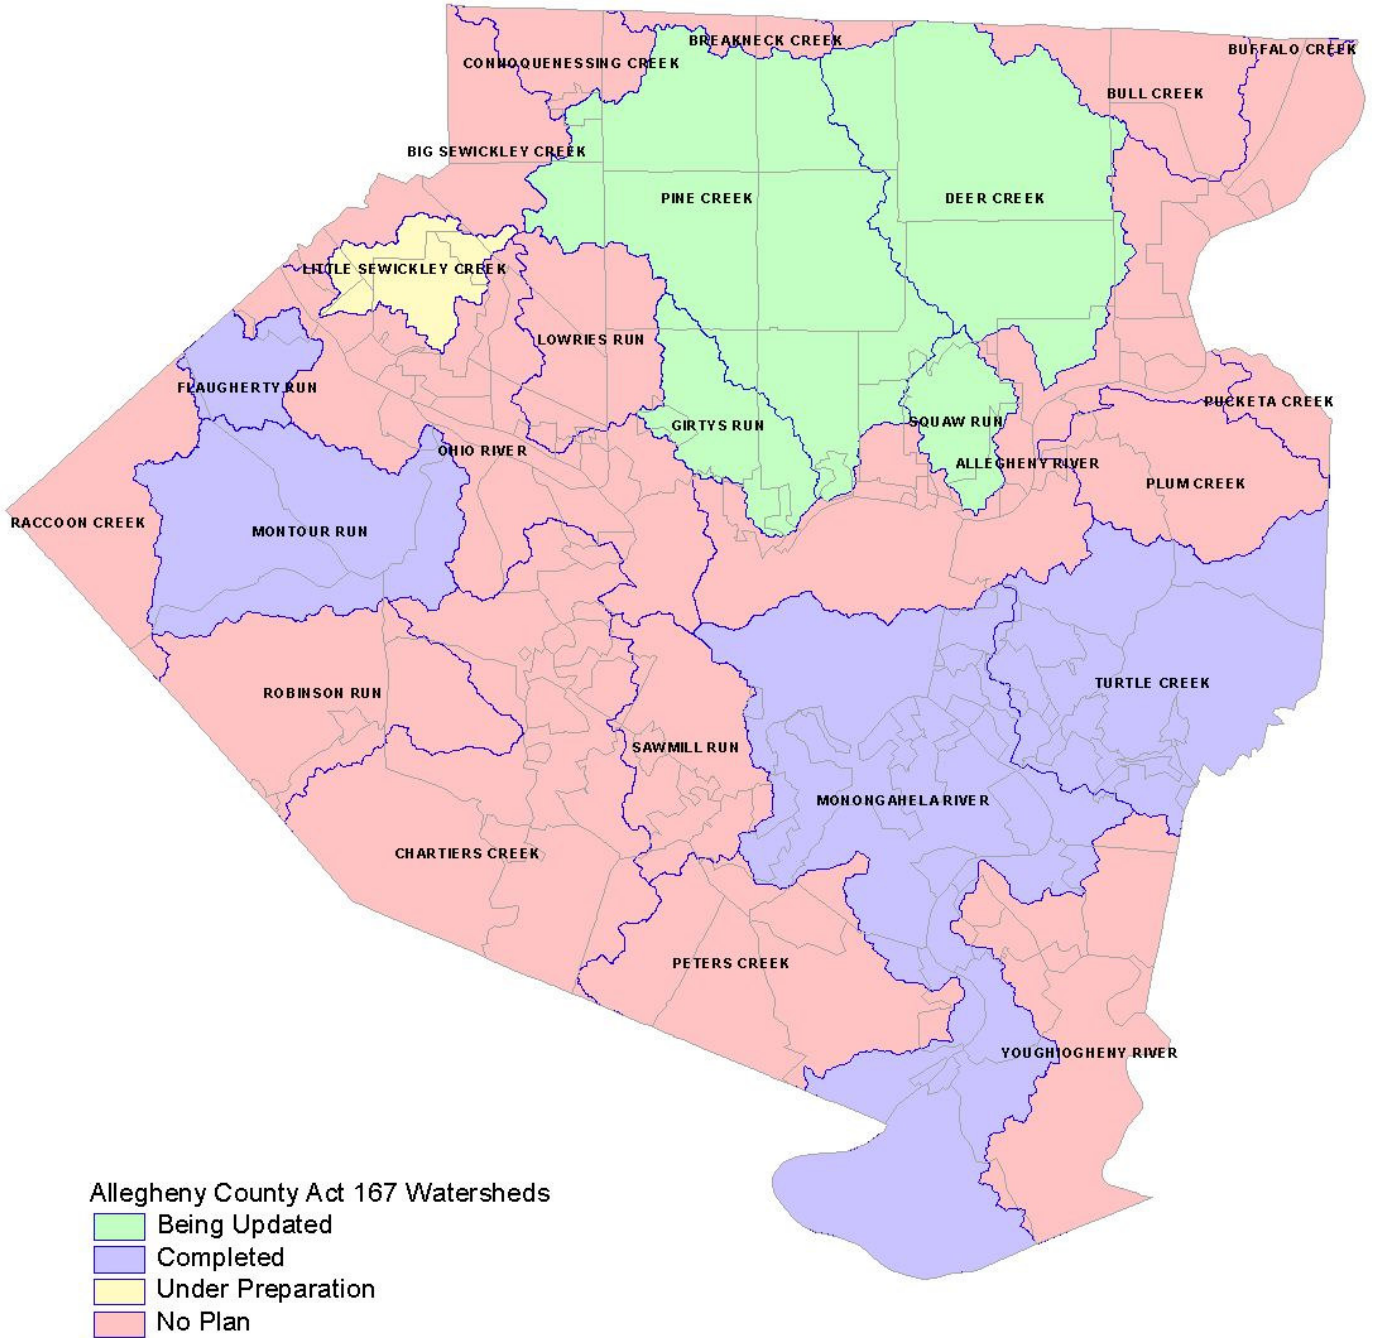 BREAKNECK CREEK
BUFFALO CREEK
CONNOQUENESSING CREEK
BULL CREEK
BIG SEWICKLEY CREEK
PINE CREEK
DEER CREEK
LITTLE SEWICKLEY CREEK
LOWRIES RUN
FLAUGHERTY RUN
PUCKETA CREEK
GIRTYS RUN
SQUAW RUN
OHIO RIVER
ALLEGHENY RIVER
PLUM CREEK
RACCOON CREEK
MONTOUR RUN
TURTLE CREEK
ROBINSON RUN
SAWMILL RUN
MONONGAHELA RIVER
CHARTIERS CREEK
PETERS CREEK
YOUGHIOGHENY RIVER
Allegheny County Act 167 Watersheds
Being Updated
Completed
Under Preparation
No Plan